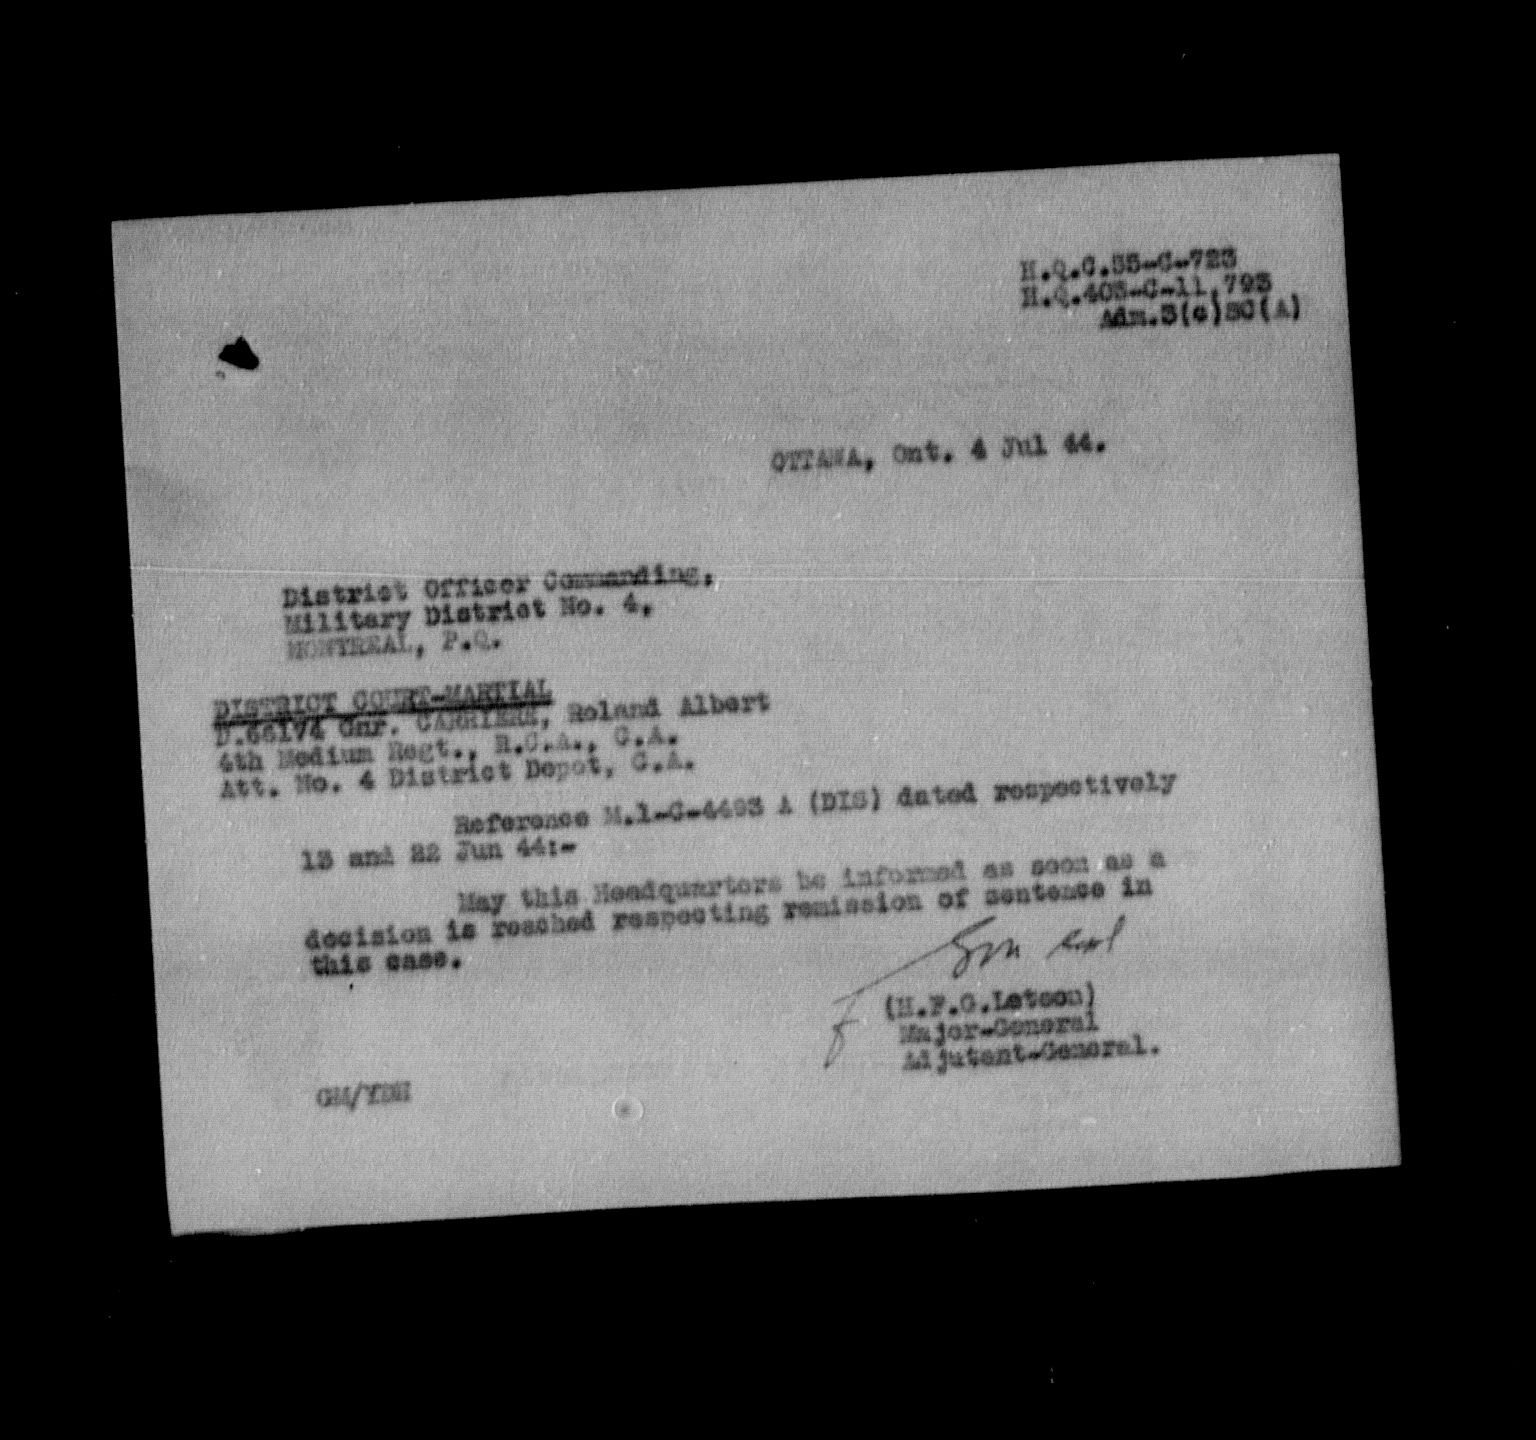 H.Q.C.55-C-723
H.Q.405-C-11,793
Adm.3(c)SC(A)
OTTAWA, Ont. 4 Jul 44.
District Officer Commanding,
Military District No. 4,
MONTREAL, P.Q.
DISTRICT COURT-MARTIAL
D.66174 Gnr. CARRIERE, Roland Albert
4th Medium Regt., R.C.A., C.A.
Att. No. 4 District Depot, C.A.
Reference M.1-C-4493 A (DIS) dated respectively
13 and 22 Jun 44:-
May this Headquarters be informed as soon as a
decision is reached respecting remission of sentence in
this case.
(H.F.G.Letson)
Major-General
Adjutant-General.
GM/YDH